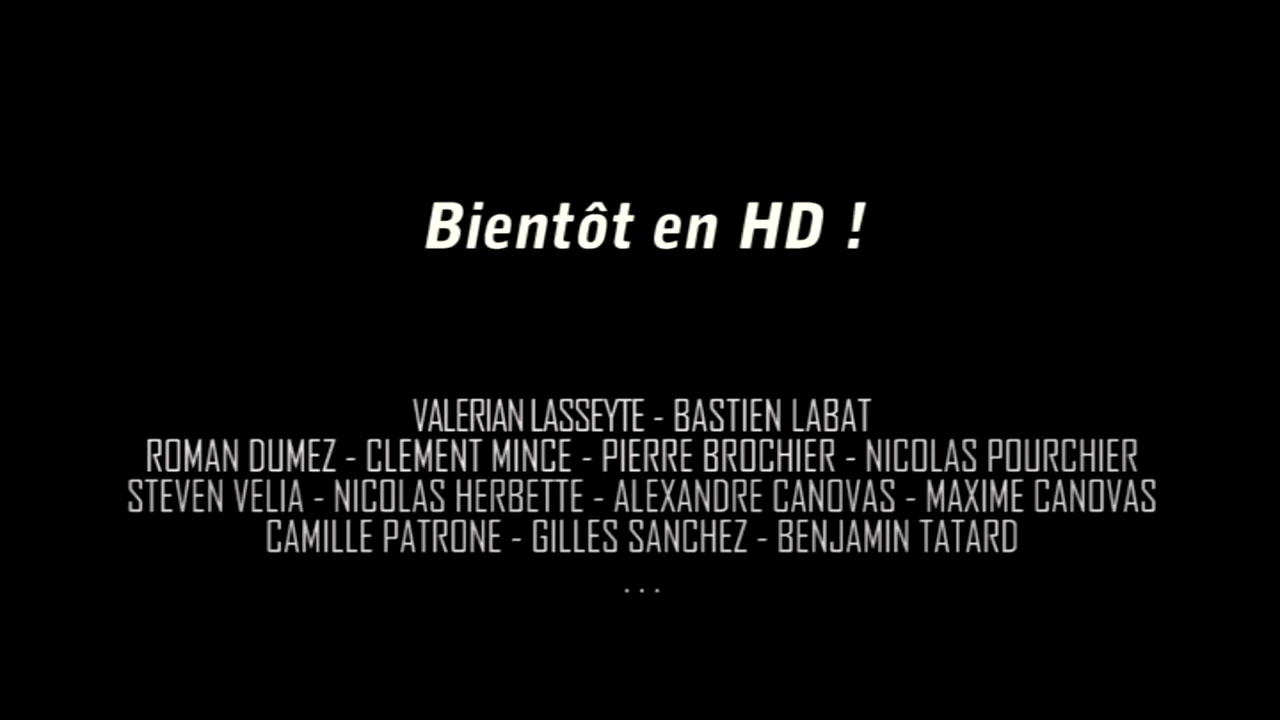 Bientôt en HD !
VALERIAN LASSEYTE - BASTIEN LABAT
ROMAN DUMEZ - CLEMENT MINCE - PIERRE BROCHIER - NICOLAS POURCHIER
STEVEN VELIA - NICOLAS HERBETTE - ALEXANDRE CANOVAS - MAXIME CANOVAS
CAMILLE PATRONE - GILLES SANCHEZ - BENJAMIN TATARD
...